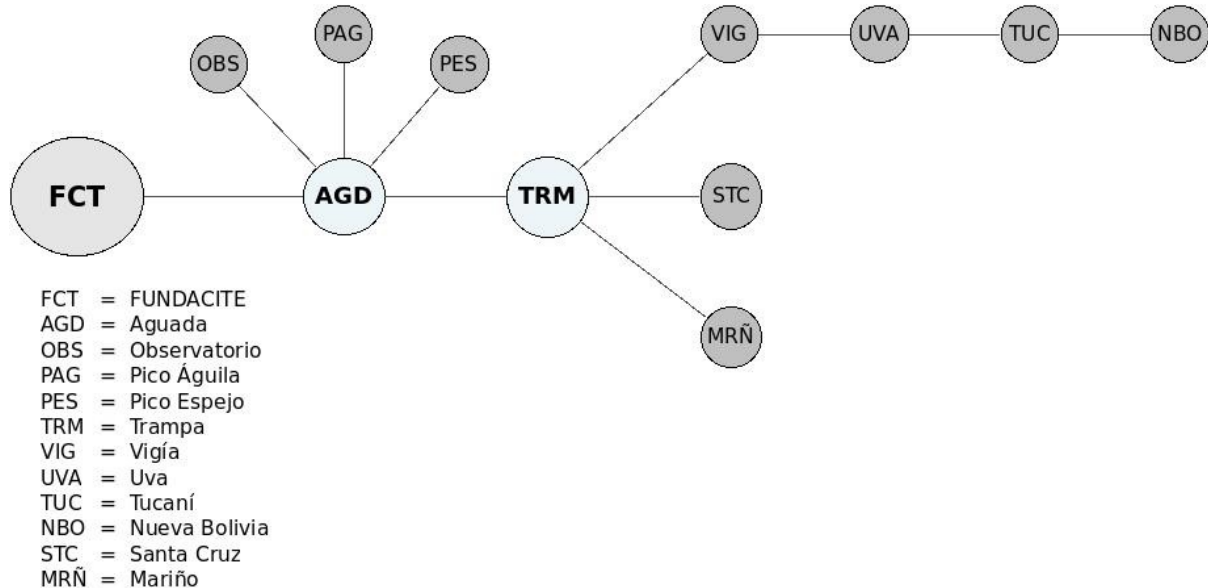 PAG
VIG
UVA
TUC
NBO
OBS
PES
FCT
AGD
TRM
STC
MRÑ
FCT = FUNDACITE
AGD = Aguada
OBS = Observatorio
PAG = Pico Águila
PES = Pico Espejo
TRM = Trampa
VIG = Vigía
UVA = Uva
TUC = Tucaní
NBO = Nueva Bolivia
STC = Santa Cruz
MRÑ = Mariño